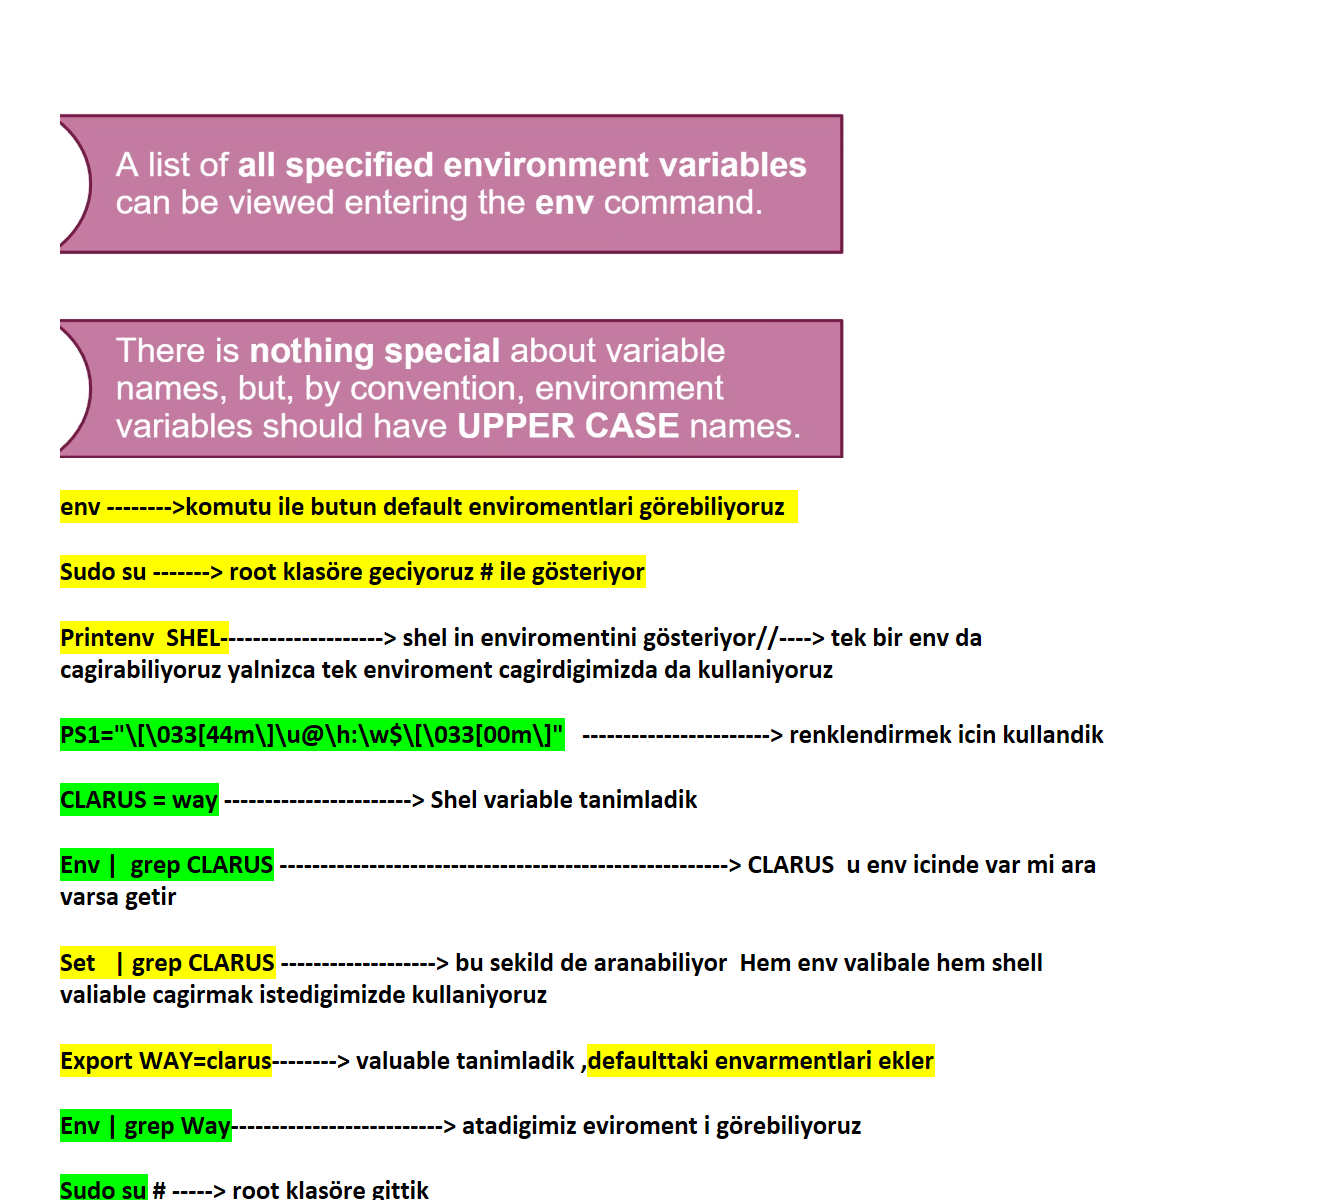 A list of all specified environment variables
can be viewed entering the env command.
There is nothing special about variable
names, but, by convention, environment
variables should have UPPER CASE names.
env -------->komutu ile butun default enviromentlari görebiliyoruz
Sudo su -------> root klasöre geciyoruz # ile gösteriyor
Printenv  SHEL--------------------> shel in enviromentini gösteriyor//----> tek bir env da
cagirabiliyoruz yalnizca tek enviroment cagirdigimizda da kullaniyoruz
PS1="\[\033[44m\]\u@\h:\w$\[\033[00m\]"   -----------------------> renklendirmek icin kullandik
CLARUS = way -----------------------> Shel variable tanimladik
Env |  grep CLARUS -------------------------------------------------------> CLARUS  u env icinde var mi ara
varsa getir
Set   | grep CLARUS -------------------> bu sekild de aranabiliyor  Hem env valibale hem shell
valiable cagirmak istedigimizde kullaniyoruz
Export WAY=clarus--------> valuable tanimladik ,defaulttaki envarmentlari ekler
Env | grep Way--------------------------> atadigimiz eviroment i görebiliyoruz
Sudo su # -----> root klasöre gittik